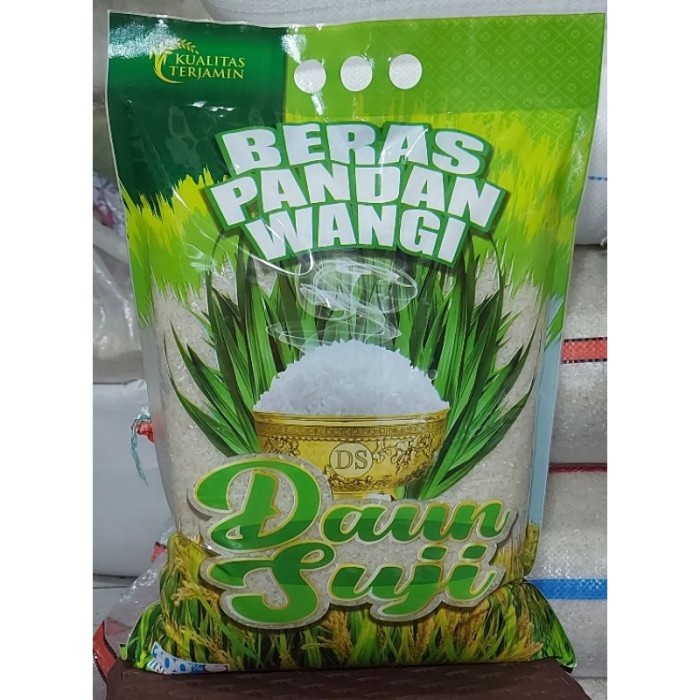 KUALITAS
TERJAMIN
BERAS
PANDAN
WANGI
DS
Daun
Suji